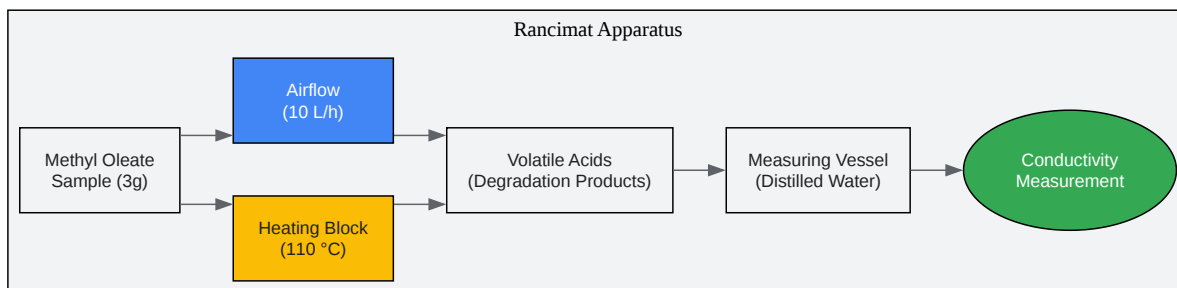 Rancimat Apparatus
Airflow
(10 L/h)
Methyl Oleate
Sample (3g)
Volatile Acids
(Degradation Products)
Measuring Vessel
(Distilled Water)
Conductivity
Measurement
Heating Block
(110 °C)